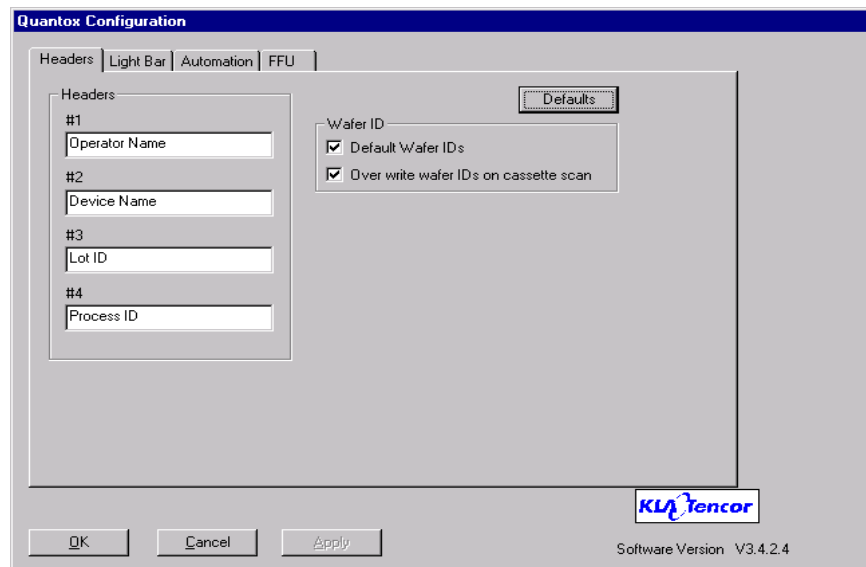 Quantox Configuration
Headers Light Bar Automation FFU
Headers
#1
Operator Name
#2
Device Name
#3
Lot ID
#4
Process ID
Defaults
Wafer ID
Default Wafer IDs
Over write wafer IDs on cassette scan
KLA Tencor
OK Cancel Apply
Software Version V3.4.2.4